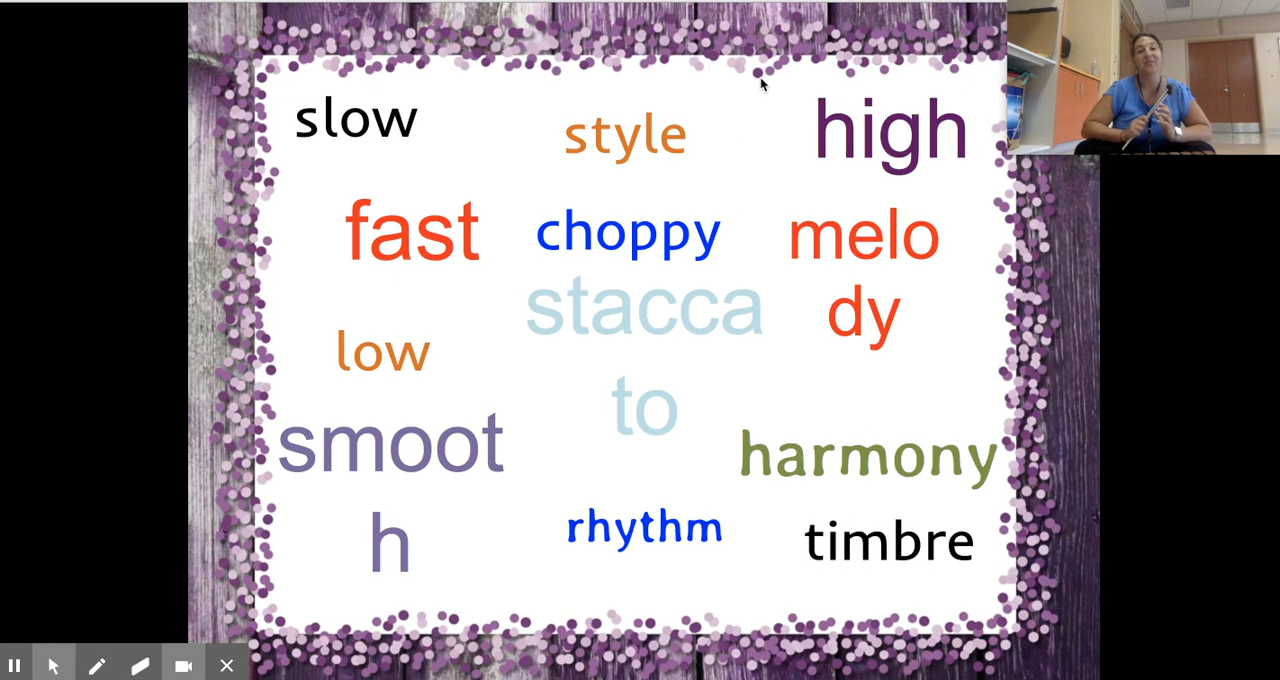 slow
style
high
fast
choppy
melo
dy
stacca
to
low
smoot
h
harmony
rhythm
timbre